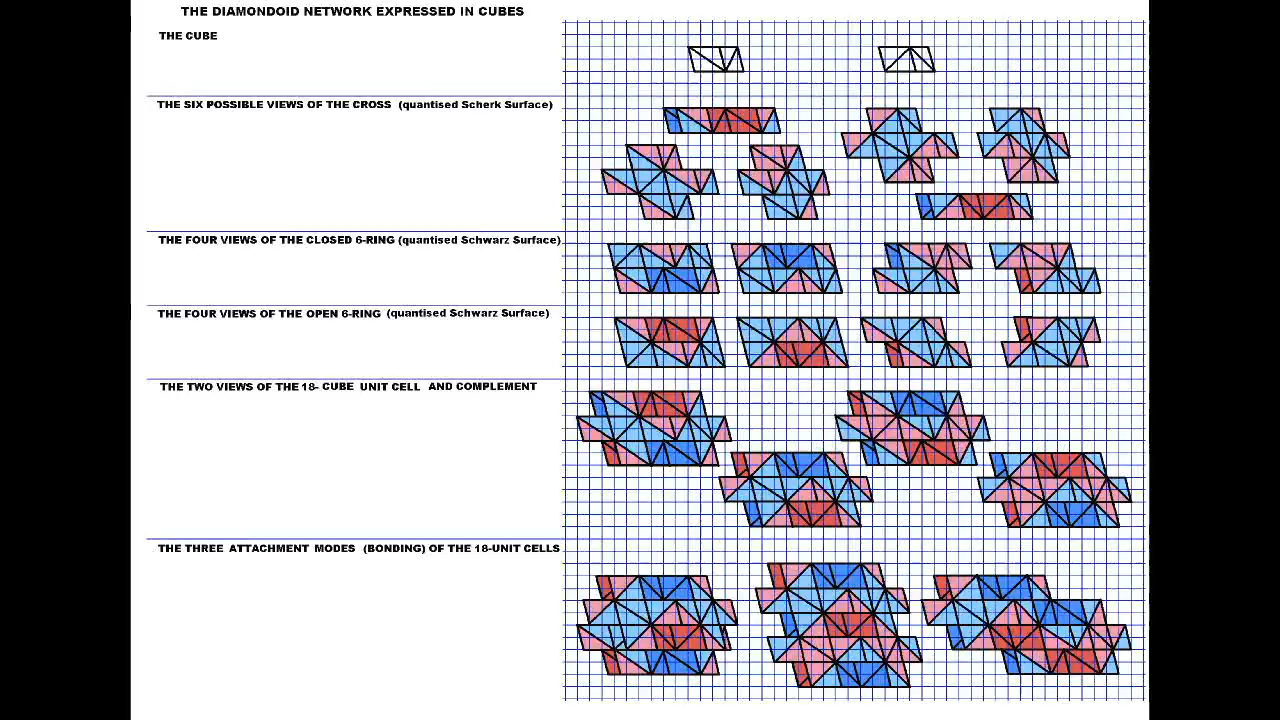 THE DIAMONDOID NETWORK EXPRESSED IN CUBES
THE CUBE
THE SIX POSSIBLE VIEWS OF THE CROSS (quantised Scherk Surface)
THE FOUR VIEWS OF THE CLOSED 6-RING (quantised Schwarz Surface)
THE FOUR VIEWS OF THE OPEN 6-RING (quantised Schwarz Surface)
THE TWO VIEWS OF THE 18- CUBE UNIT CELL AND COMPLEMENT
THE THREE ATTACHMENT MODES (BONDING) OF THE 18-UNIT CELLS